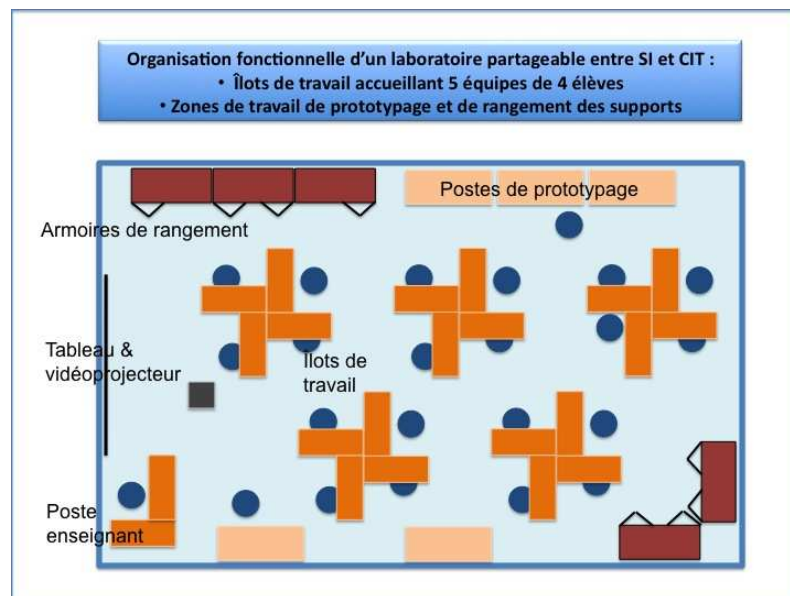 Organisation fonctionnelle d'un laboratoire partageable entre SI et CIT :
• Îlots de travail accueillant 5 équipes de 4 élèves
• Zones de travail de prototypage et de rangement des supports
Postes de prototypage
Armoires de rangement
Tableau &
vidéoprojecteur
Îlots de
travail
Poste
enseignant